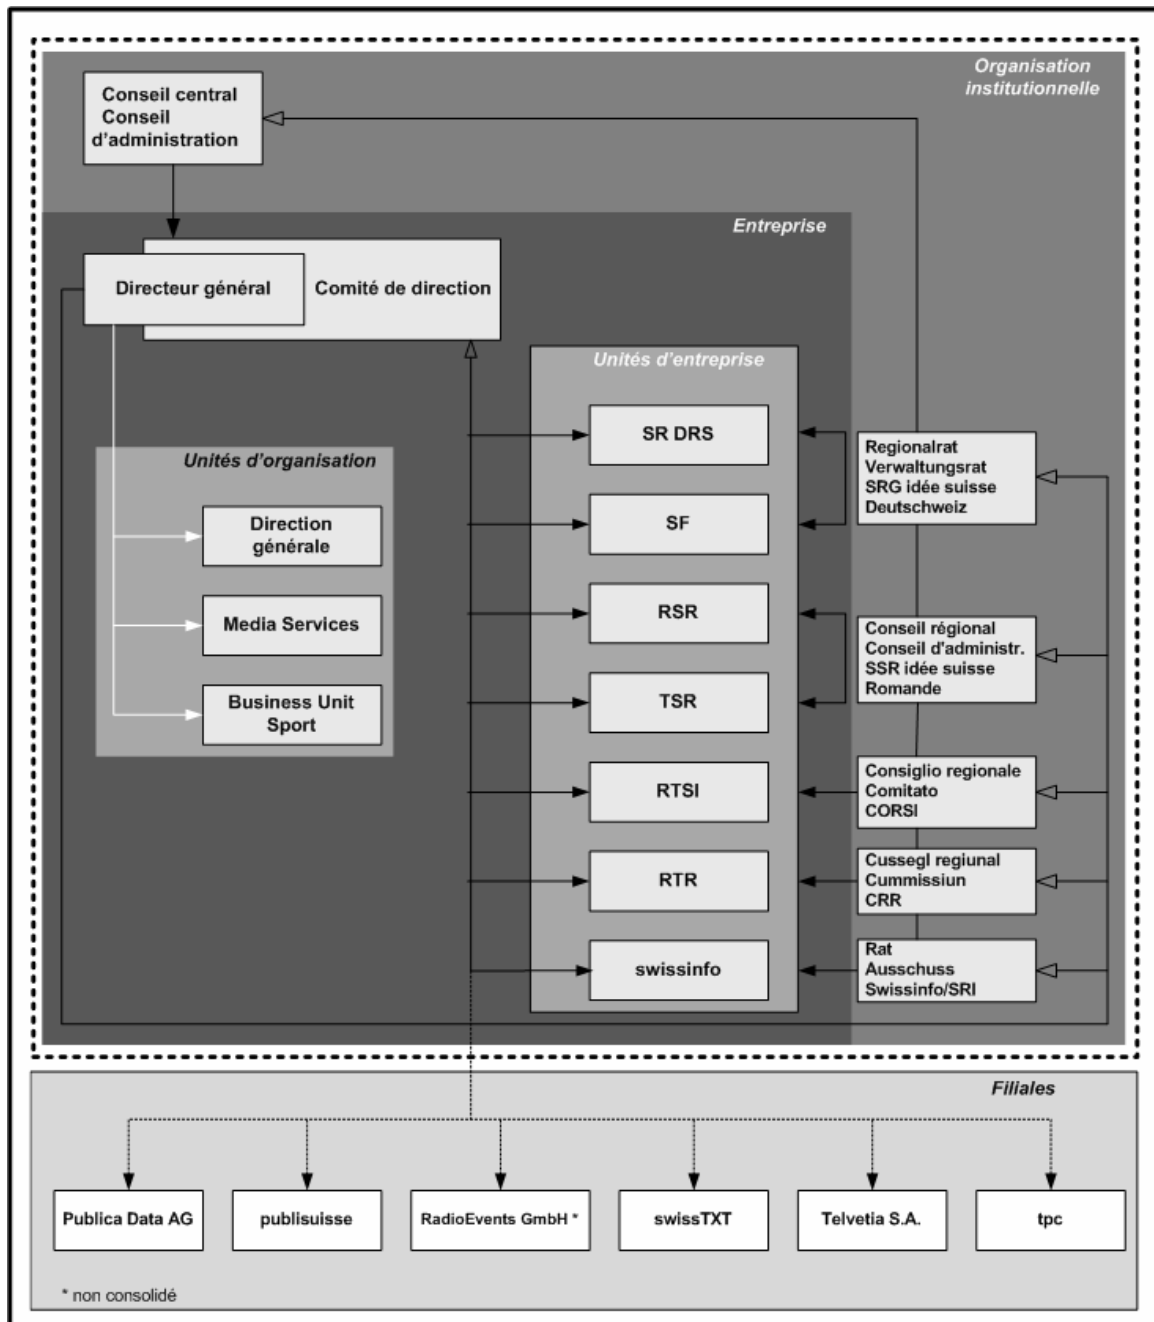 Organisation
institutionnelle
Conseil central
Conseil
d'administration
Entreprise
Directeur général
Comité de direction
Unités d'entreprise
SR DRS
SF
RSR
TSR
RTSI
RTR
swissinfo
Unités d'organisation
Direction
générale
Media Services
Business Unit
Sport
Regionalrat
Verwaltungsrat
SRG idée suisse
Deutschweiz
Conseil régional
Conseil d'administr.
SSR idée suisse
Romande
Consiglio regionale
Comitato
CORSI
Cussegl regiunal
Cummissiun
CRR
Rat
Ausschuss
Swissinfo/SRI
Filiales
Publica Data AG
publisuisse
RadioEvents GmbH *
swissTXT
Telvetia S.A.
tpc
* non consolidé